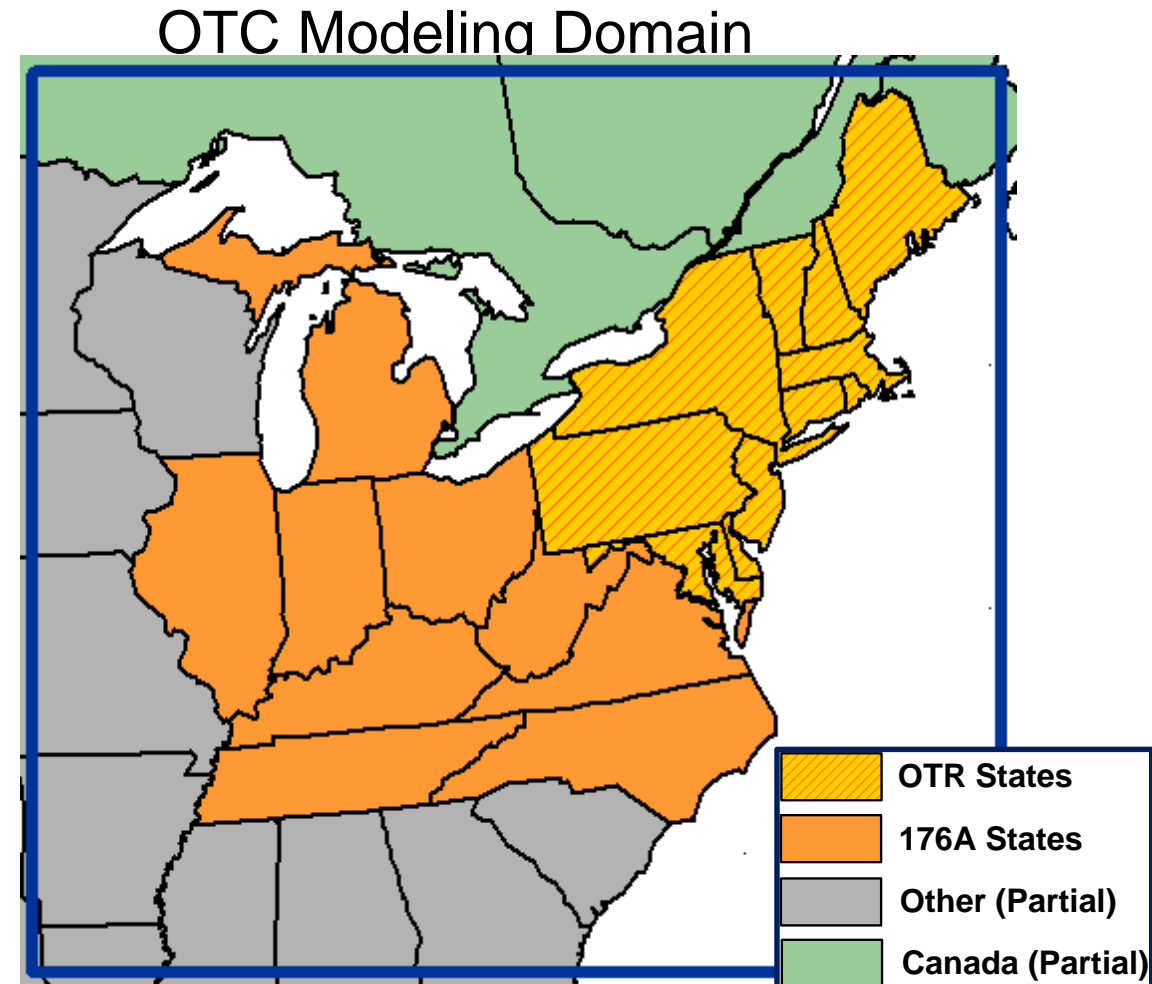 OTC Modeling Domain
OTR States
176A States
Other (Partial)
Canada (Partial)